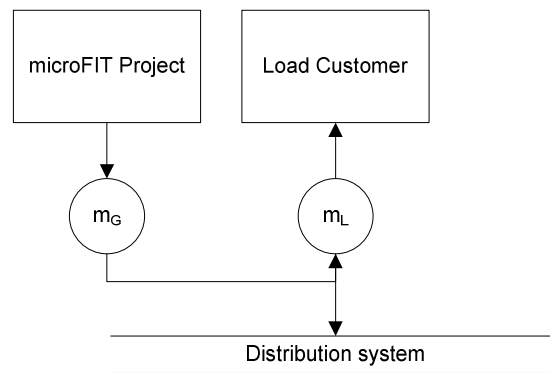 microFIT Project
Load Customer
mG
mL
Distribution system